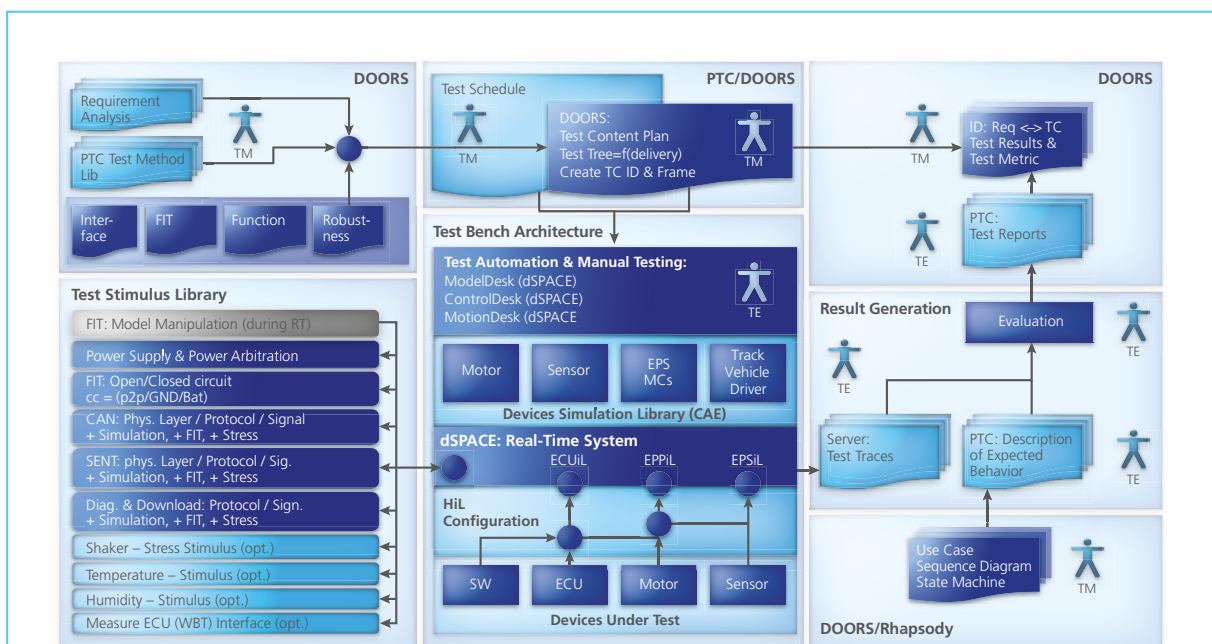 DOORS
Requirement
Analysis
TM
PTC Test Method
Lib
Inter-
face
FIT
Function
Robust-
ness
PTC/DOORS
Test Schedule
TM
DOORS:
Test Content Plan
Test Tree=f(delivery)
Create TC ID & Frame
TM
DOORS
TM
ID: Req <-> TC
Test Results &
Test Metric
TE
PTC:
Test Reports
Test Stimulus Library
FIT: Model Manipulation (during RT)
Power Supply & Power Arbitration
FIT: Open/Closed circuit
cc = (p2p/GND/Bat)
CAN: Phys. Layer / Protocol / Signal
+ Simulation, + FIT, + Stress
SENT: phys. Layer / Protocol / Sig.
+ Simulation, + FIT, + Stress
Diag. & Download: Protocol / Sign.
+ Simulation, + FIT, + Stress
Shaker – Stress Stimulus (opt.)
Temperature – Stimulus (opt.)
Humidity – Stimulus (opt.)
Measure ECU (WBT) Interface (opt.)
Test Bench Architecture
Test Automation & Manual Testing:
ModelDesk (dSPACE)
ControlDesk (dSPACE)
MotionDesk (dSPACE
TE
Motor
Sensor
EPS
MCs
Track
Vehicle
Driver
Devices Simulation Library (CAE)
dSPACE: Real-Time System
ECUiL
EPPiL
EPSiL
HiL
Configuration
SW
ECU
Motor
Sensor
Devices Under Test
Result Generation
Evaluation
TE
TE
Server:
Test Traces
PTC: Description
of Expected
Behavior
TE
Use Case
Sequence Diagram
State Machine
TM
DOORS/Rhapsody